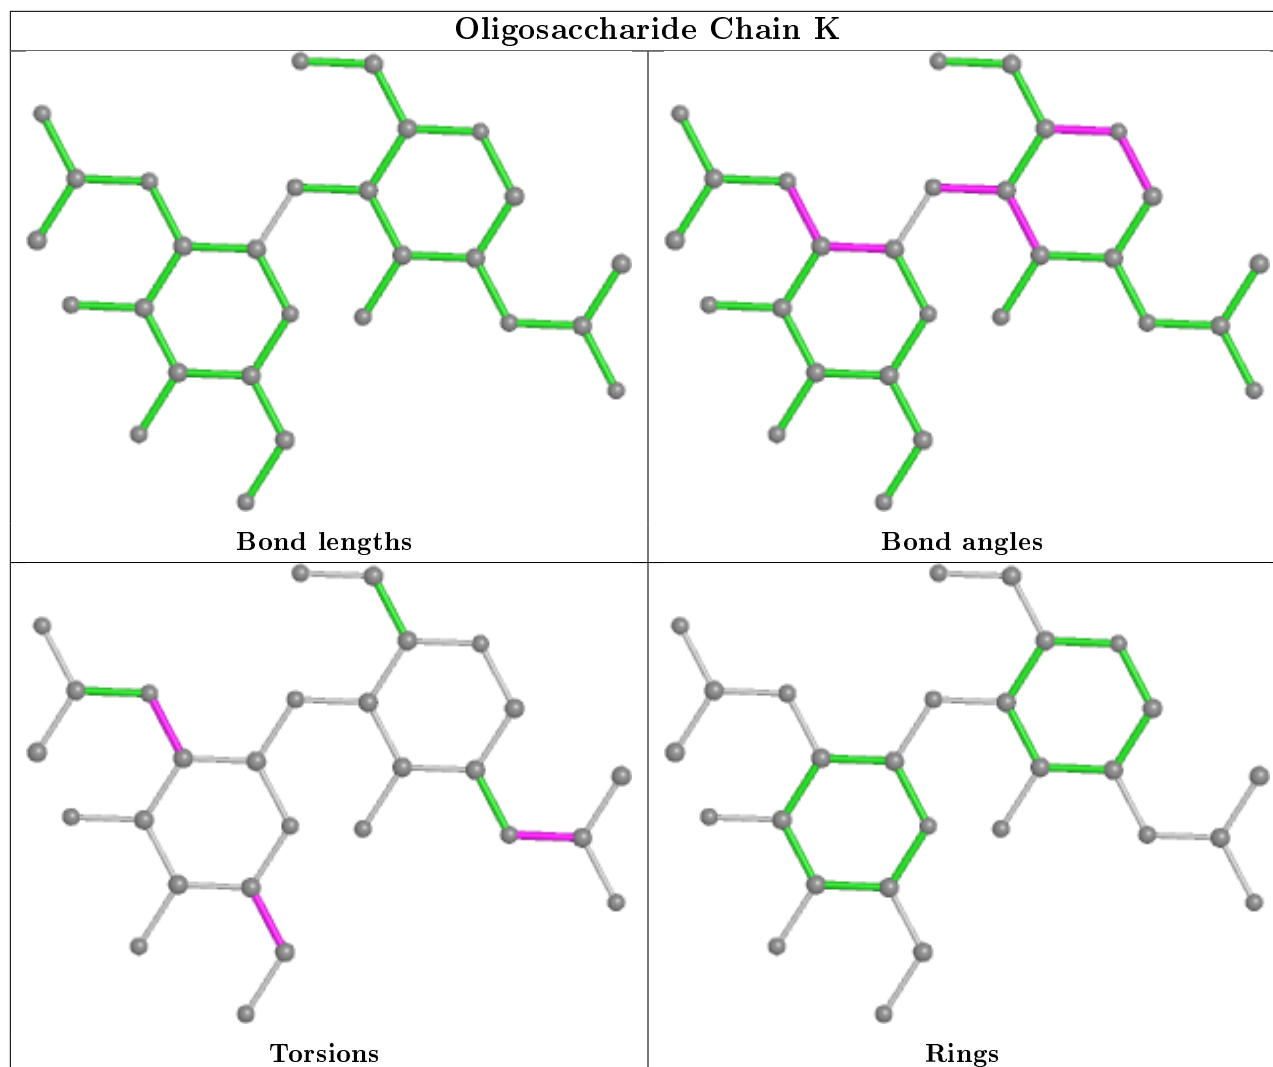 Oligosaccharide Chain K
Bond lengths
Bond angles
Torsions
Rings